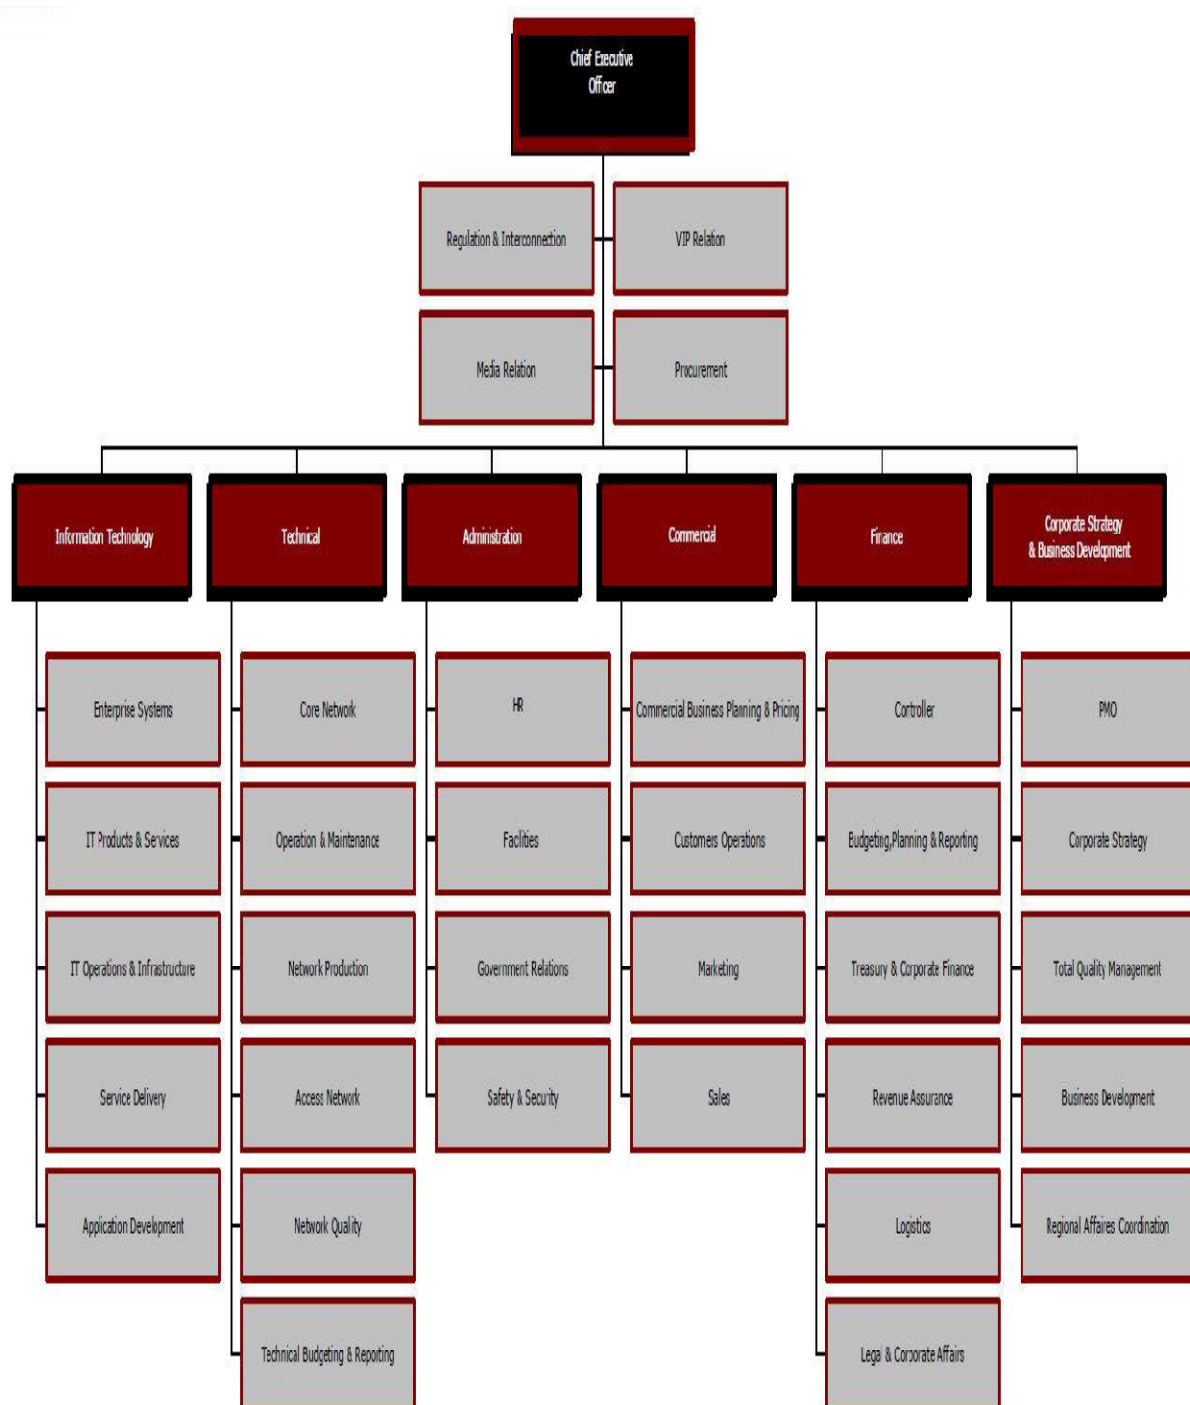 Chief Executive
Officer
Regulation & Interconnection
VIP Relation
Media Relation
Procurement
Information Technology
Technical
Administration
Commercial
Finance
Corporate Strategy
& Business Development
Enterprise Systems
Core Network
HR
Commercial Business Planning & Pricing
Controller
PMO
IT Products & Services
Operation & Maintenance
Facilities
Customers Operations
Budgeting,Planning & Reporting
Corporate Strategy
IT Operations & Infrastructure
Network Production
Government Relations
Marketing
Treasury & Corporate Finance
Total Quality Management
Service Delivery
Access Network
Safety & Security
Sales
Revenue Assurance
Business Development
Application Development
Network Quality
Logistics
Regional Affaires Coordination
Technical Budgeting & Reporting
Legal & Corporate Affairs